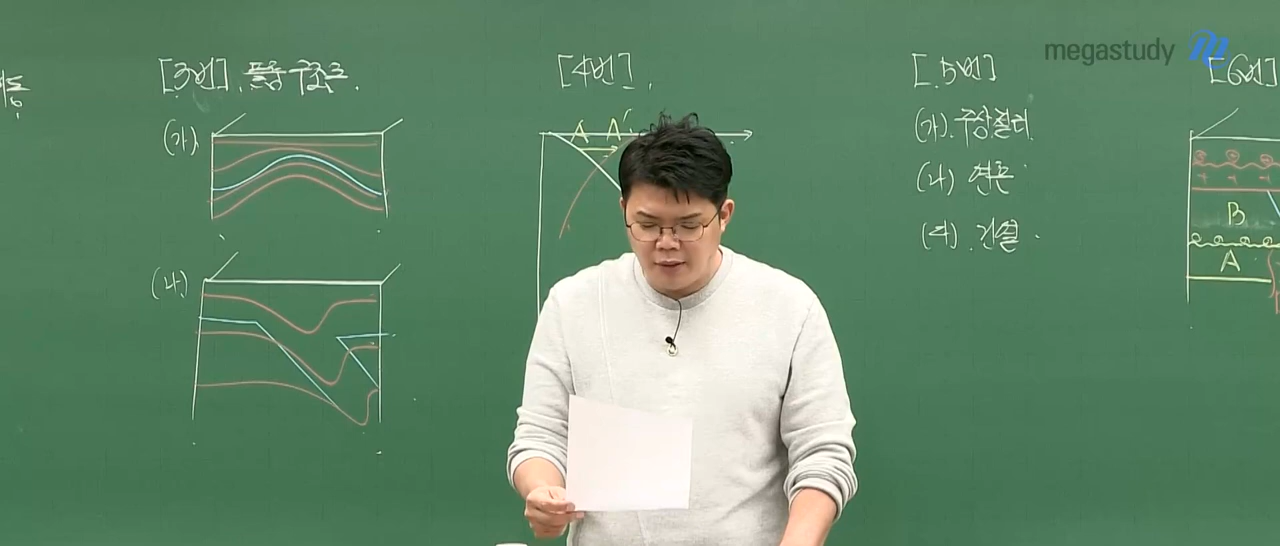 [3번]. 퇴적 구조.
(가).
(나).
[4번].
A A'
[5번]
(가). 주상절리.
(나) 연흔
(다). 건열.
megastudy M
[6번]
B
A